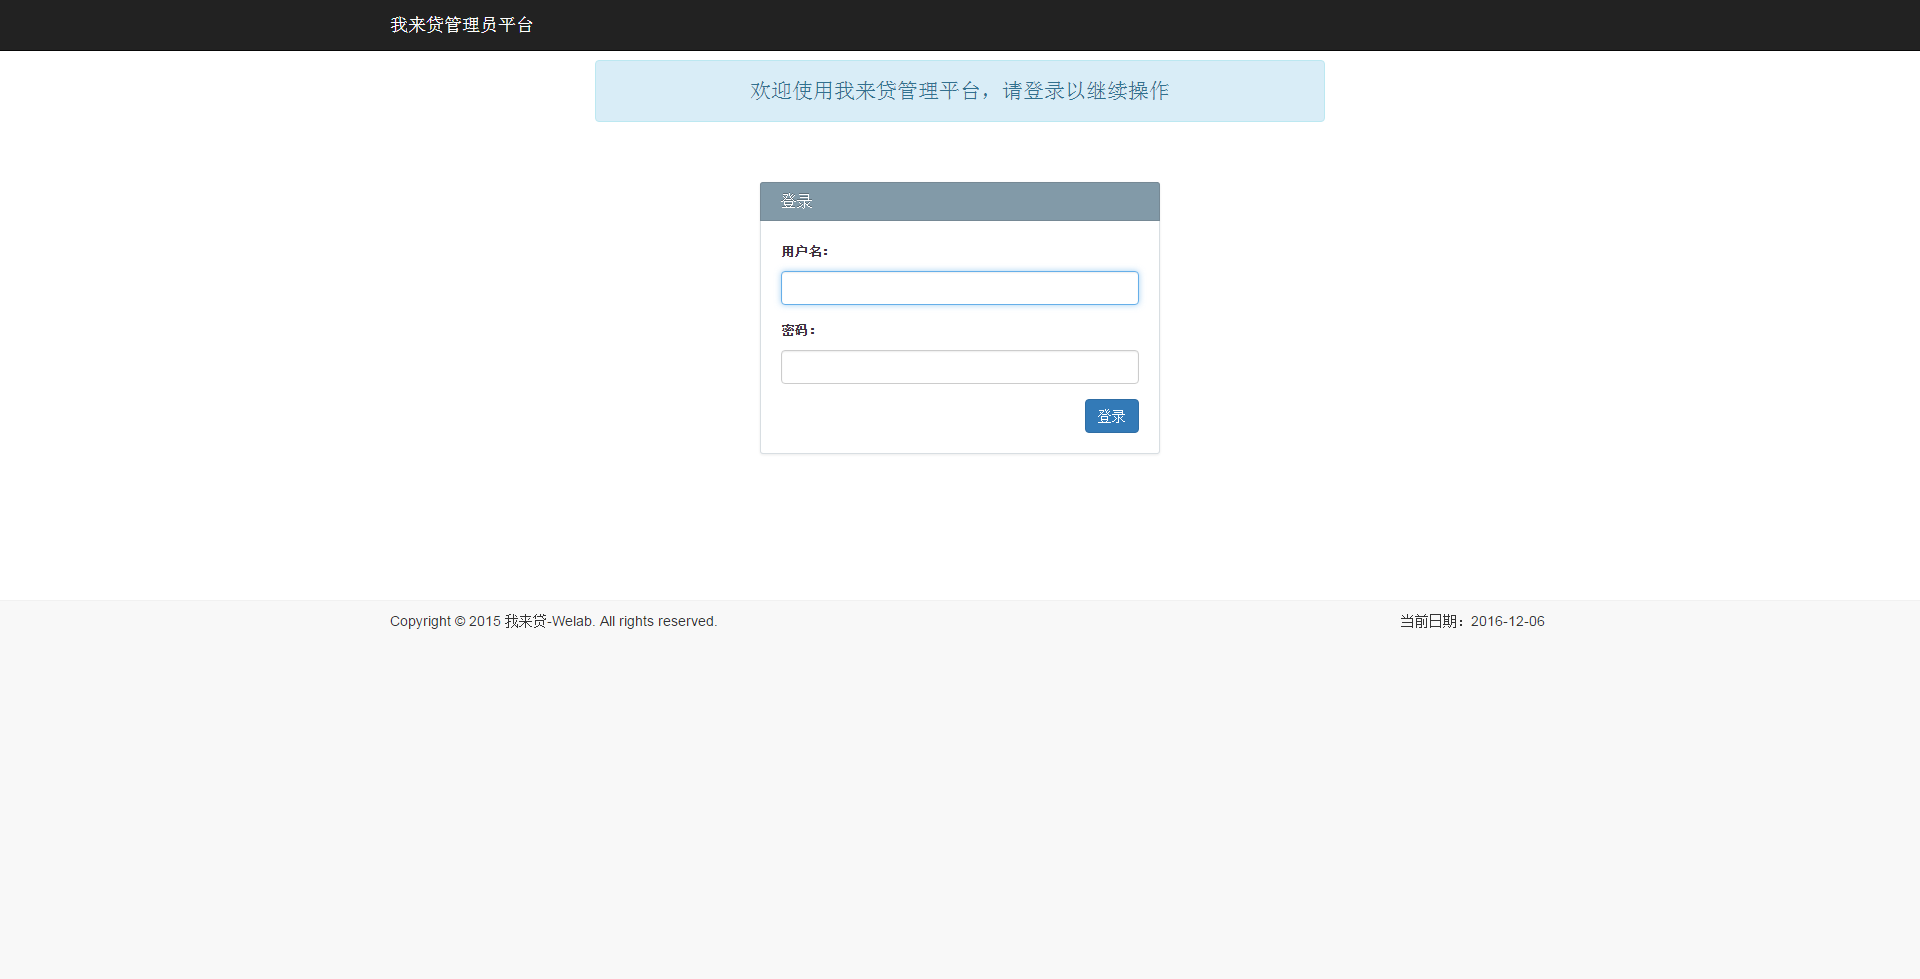 我来贷管理员平台
欢迎使用我来贷管理平台，请登录以继续操作
登录
用户名：
密码：
登录
Copyright © 2015 我来贷-Welab. All rights reserved.
当前日期：2016-12-06